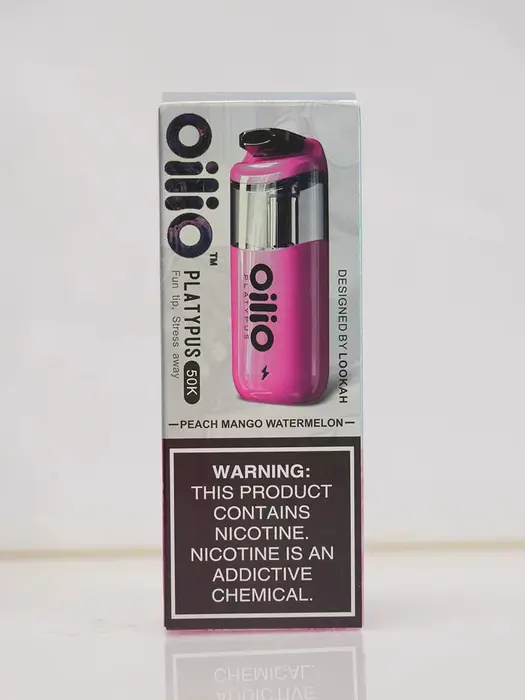 oilio™
PLATYPUS 50K
Fun tip, Stress away
oilio
PLATYPUS
DESIGNED BY LOOKAH
PEACH MANGO WATERMELON
WARNING:
THIS PRODUCT
CONTAINS
NICOTINE.
NICOTINE IS AN
ADDICTIVE
CHEMICAL.